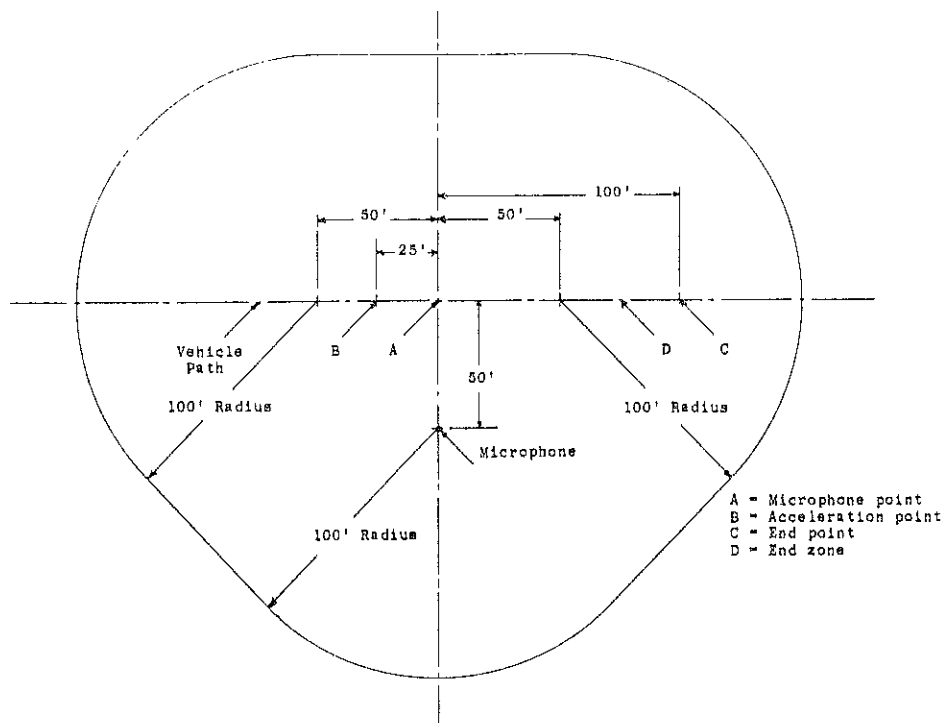 100'
50'
50'
25'
Vehicle
Path
B
A
D
C
50'
100' Radius
100' Radius
Microphone
100' Radius
A = Microphone point
B = Acceleration point
C = End point
D = End zone